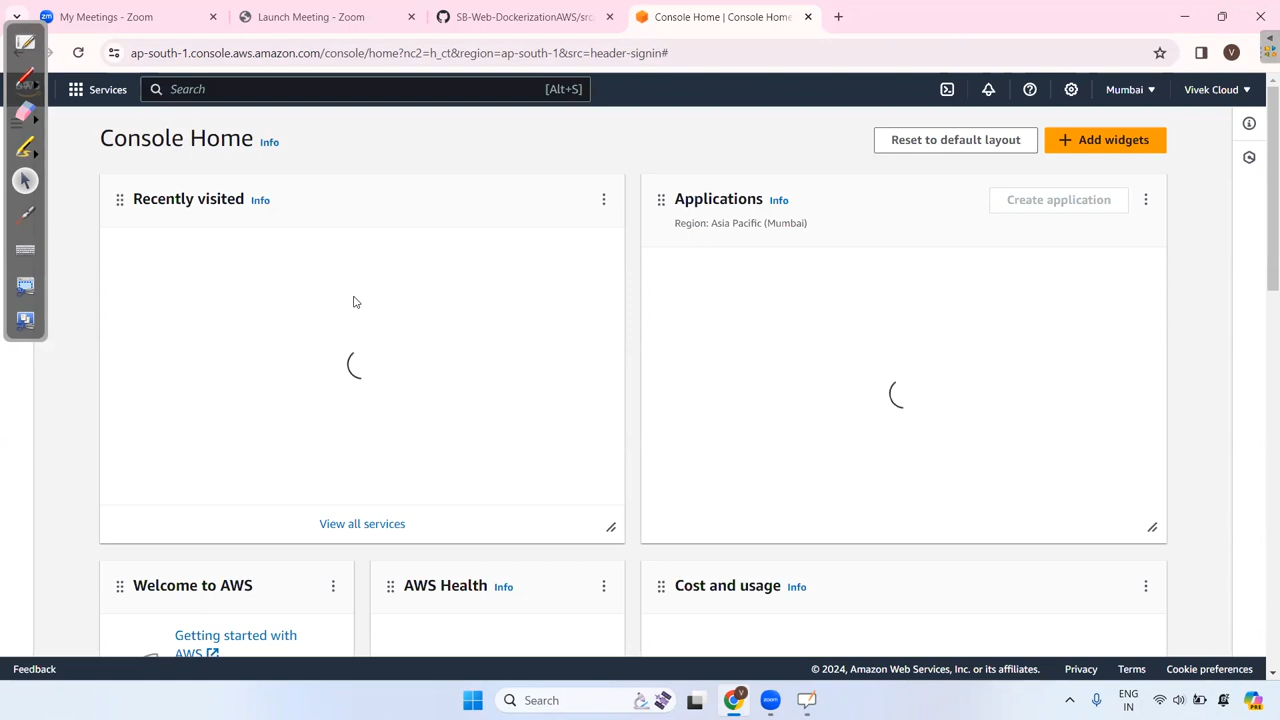 My Meetings - Zoom
Launch Meeting - Zoom
SB-Web-DockerizationAWS/src
Console Home | Console Home
ap-south-1.console.aws.amazon.com/console/home?nc2=h_ct&region=ap-south-1&src=header-signin#
V
Services
Search
[Alt+S]
Mumbai
Vivek Cloud
Console Home Info
Reset to default layout
Add widgets
Recently visited Info
Applications Info
Create application
Region: Asia Pacific (Mumbai)
View all services
Welcome to AWS
AWS Health Info
Cost and usage Info
Getting started with
AWS
Feedback
© 2024, Amazon Web Services, Inc. or its affiliates.
Privacy
Terms
Cookie preferences
Search
ENG
IN